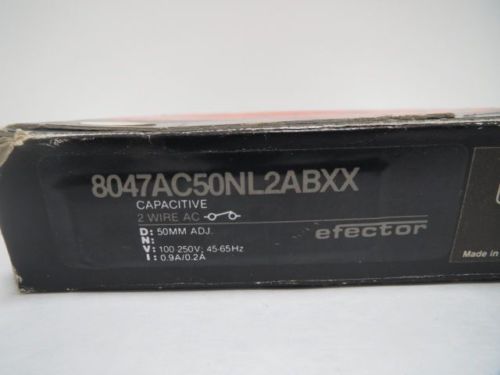 8047AC50NL2ABXX
CAPACITIVE
2 WIRE AC
D: 50MM ADJ.
N:
V: 100 250V; 45-65Hz
I: 0.9A/0.2A
efector
Made in